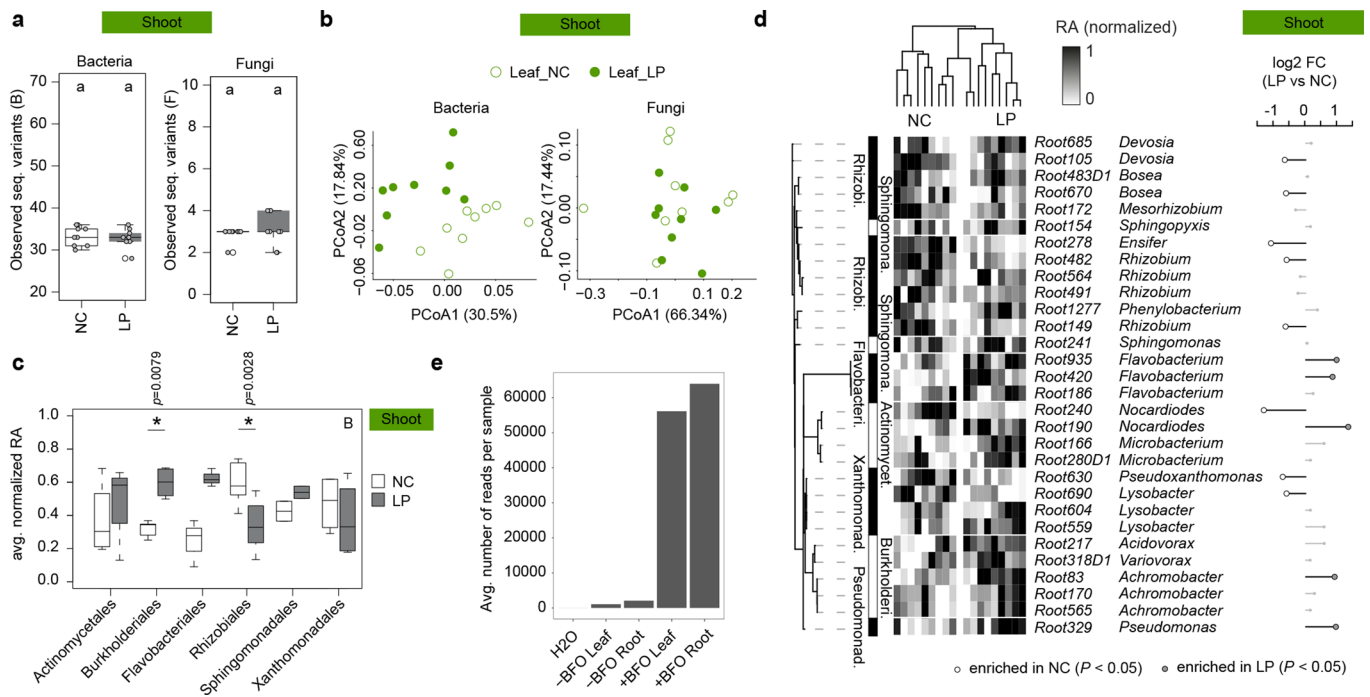 a
Shoot
Bacteria
Fungi
Observed seq. variants (B)
70
60
50
40
30
20
a
a
NC
LP
Observed seq. variants (F)
10
8
6
4
2
0
a
a
NC
LP
b
Shoot
Leaf_NC
Leaf_LP
Bacteria
Fungi
PCoA2 (17.84%)
0.60
0.20
−0.06
−0.05
0.00
0.05
PCoA1 (30.5%)
PCoA2 (17.44%)
0.10
0.00
−0.10
−0.3
−0.1
0.1
0.2
PCoA1 (66.34%)
c
p=0.0079
p=0.0028
*
*
B
Shoot
avg. normalized RA
1.0
0.8
0.6
0.4
0.2
0.0
NC
LP
Actinomycetales
Burkholderiales
Flavobacteriales
Rhizobiales
Sphingomonadales
Xanthomonadales
e
Avg. number of reads per sample
60000
50000
40000
30000
20000
10000
0
H2O
−BFO Leaf
−BFO Root
+BFO Leaf
+BFO Root
d
RA (normalized)
1
0
Shoot
log2 FC
(LP vs NC)
-1 0 1
NC
LP
Rhizobi.
Sphingomona.
Rhizobi.
Sphingomona.
Flavobacteri.
Actinomycet.
Xanthomonad.
Burkholderi.
Pseudomonad.
Root685 Devosia
Root105 Devosia
Root483D1 Bosea
Root670 Bosea
Root172 Mesorhizobium
Root154 Sphingopyxis
Root278 Ensifer
Root482 Rhizobium
Root564 Rhizobium
Root491 Rhizobium
Root1277 Phenylobacterium
Root149 Rhizobium
Root241 Sphingomonas
Root935 Flavobacterium
Root420 Flavobacterium
Root186 Flavobacterium
Root240 Nocardiodes
Root190 Nocardiodes
Root166 Microbacterium
Root280D1 Microbacterium
Root630 Pseudoxanthomonas
Root690 Lysobacter
Root604 Lysobacter
Root559 Lysobacter
Root217 Acidovorax
Root318D1 Variovorax
Root83 Achromobacter
Root170 Achromobacter
Root565 Achromobacter
Root329 Pseudomonas
enriched in NC (P < 0.05)
enriched in LP (P < 0.05)